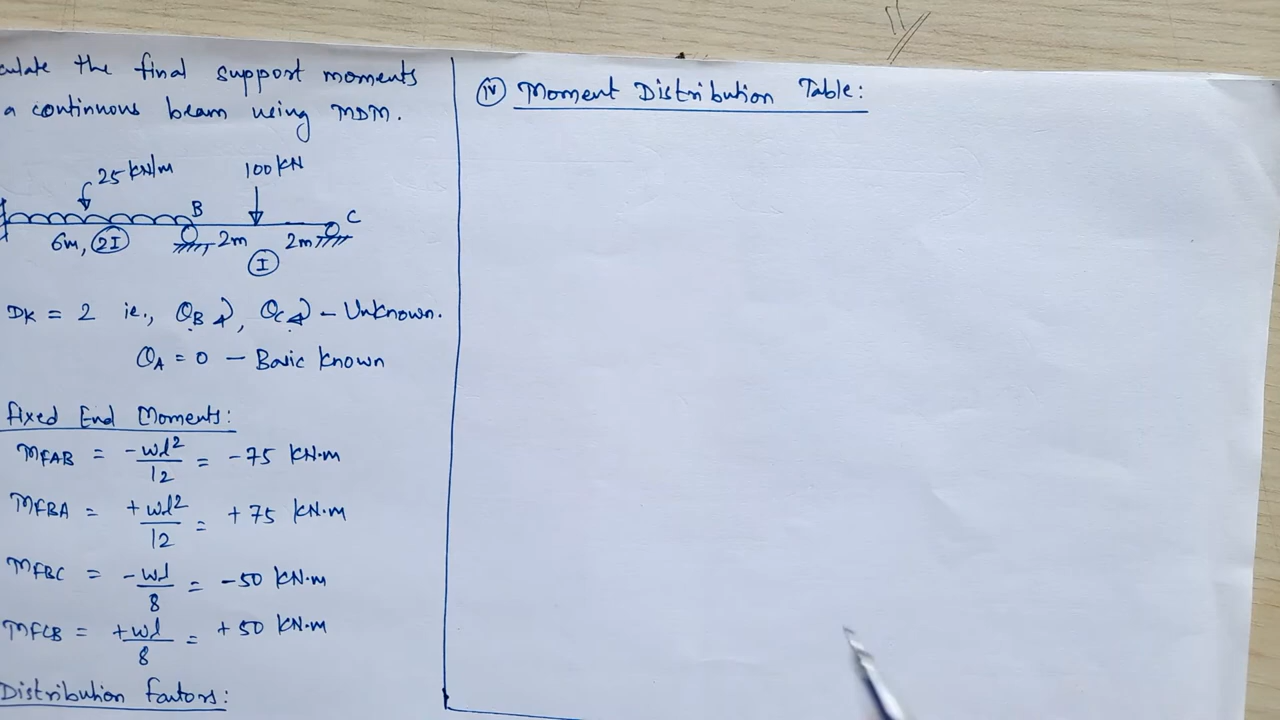 culate the final support moments
a continuous beam using MDM.
25 kN/m
100 kN
B
C
6m, 2I
2m
2m
I
DK = 2 ie., θB, θC - Unknown.
θA = 0 - Basic known
Fixed End Moments:
MFAB = -wl²/12 = -75 kN.m
MFBA = +wl²/12 = +75 kN.m
MFBC = -wl/8 = -50 kN.m
MFCB = +wl/8 = +50 kN.m
Distribution factors:
iv Moment Distribution Table: